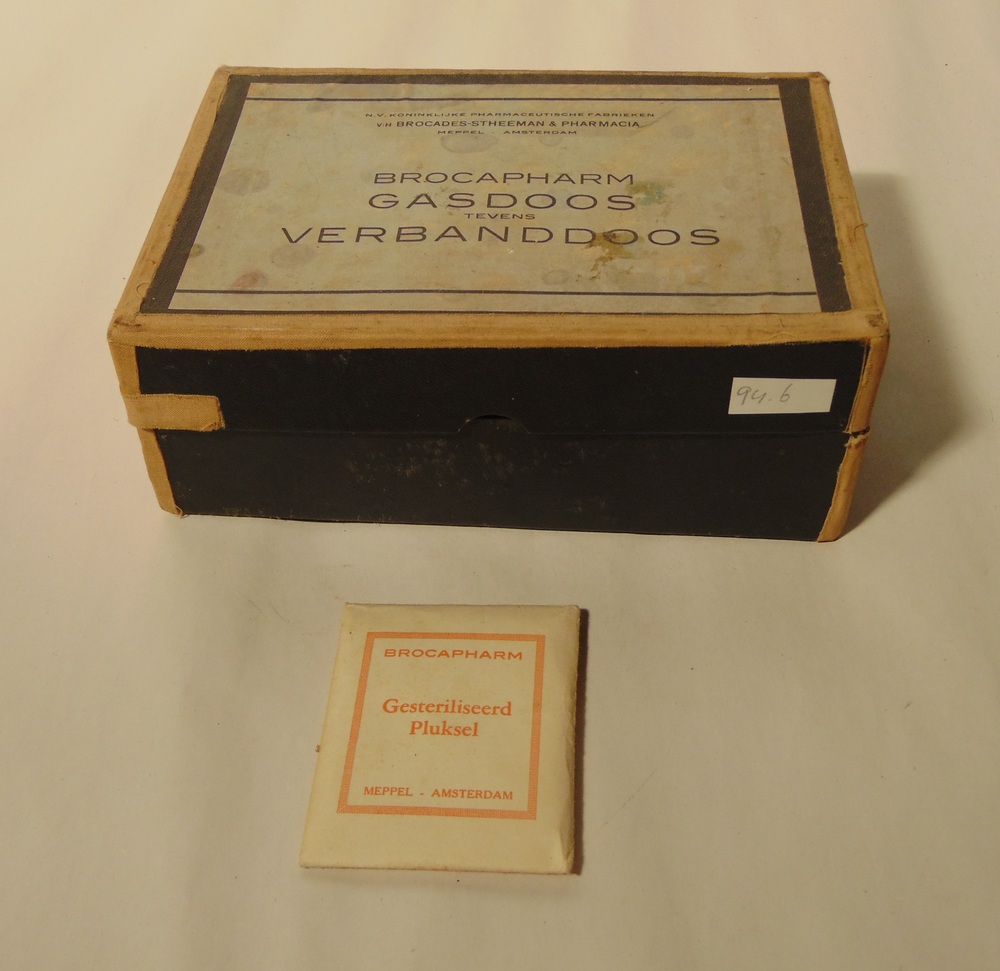 N.V. KONINKLIJKE PHARMACEUTISCHE FABRIEKEN
V/H BROCADES-STHEEMAN & PHARMACIA
MEPPEL - AMSTERDAM
BROCAPHARM
GASDOOS
TEVENS
VERBANDDOOS
94.6
BROCAPHARM
Gesteriliseerd
Pluksel
MEPPEL - AMSTERDAM